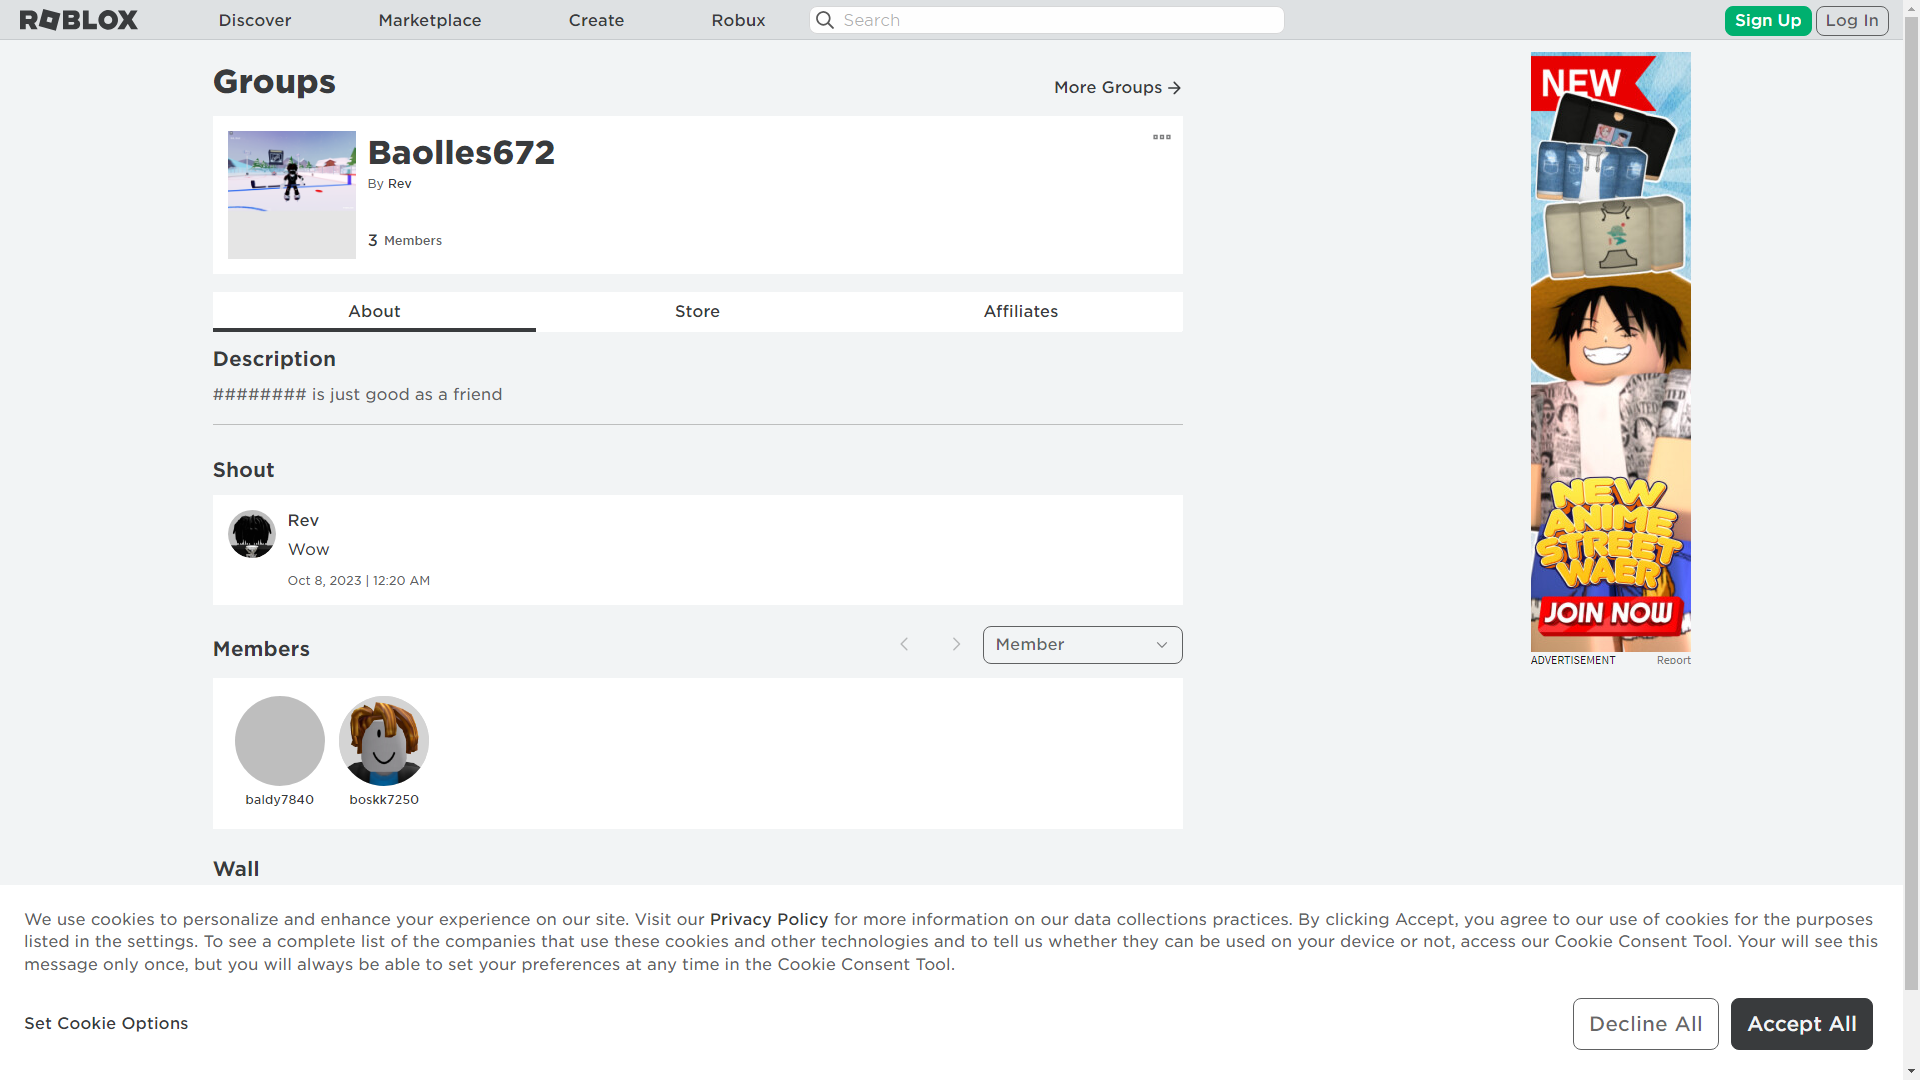 ROBLOX
Discover
Marketplace
Create
Robux
Search
Sign Up
Log In
Groups
More Groups
Baolles672
By Rev
3 Members
About
Store
Affiliates
Description
######## is just good as a friend
Shout
Rev
Wow
Oct 8, 2023 | 12:20 AM
Members
Member
baldy7840
boskk7250
Wall
NEW
NEW
ANIME
STREET
WAER
JOIN NOW
ADVERTISEMENT
Report
We use cookies to personalize and enhance your experience on our site. Visit our Privacy Policy for more information on our data collections practices. By clicking Accept, you agree to our use of cookies for the purposes
listed in the settings. To see a complete list of the companies that use these cookies and other technologies and to tell us whether they can be used on your device or not, access our Cookie Consent Tool. Your will see this
message only once, but you will always be able to set your preferences at any time in the Cookie Consent Tool.
Set Cookie Options
Decline All
Accept All